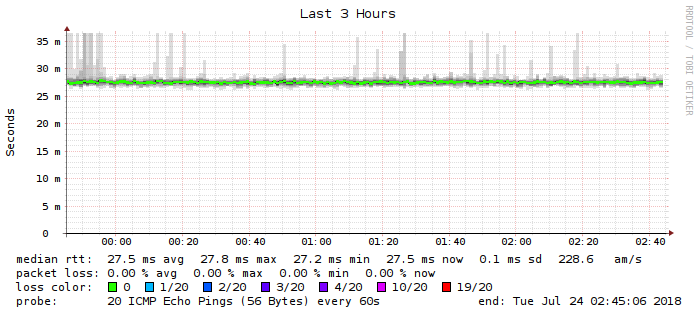 Last 3 Hours
RRDTOOL / TOBI OETIKER
Seconds
35 m
30 m
25 m
20 m
15 m
10 m
5 m
0
00:00 00:20 00:40 01:00 01:20 01:40 02:00 02:20 02:40
median rtt: 27.5 ms avg 27.8 ms max 27.2 ms min 27.5 ms now 0.1 ms sd 228.6 am/s
packet loss: 0.00 % avg 0.00 % max 0.00 % min 0.00 % now
loss color: 0 1/20 2/20 3/20 4/20 10/20 19/20
probe: 20 ICMP Echo Pings (56 Bytes) every 60s end: Tue Jul 24 02:45:06 2018